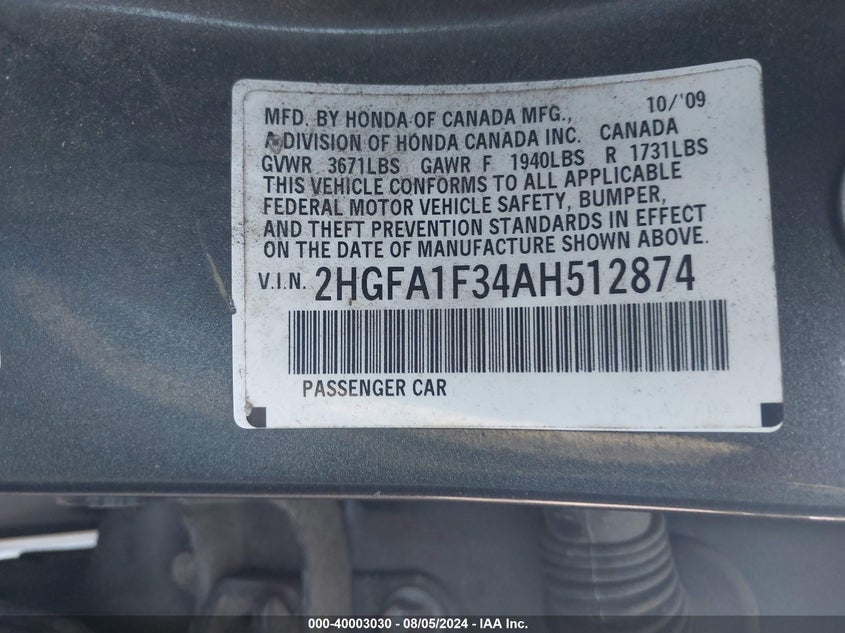 MFD. BY HONDA OF CANADA MFG., 10/'09
A DIVISION OF HONDA CANADA INC. CANADA
GVWR 3671LBS GAWR F 1940LBS R 1731LBS
THIS VEHICLE CONFORMS TO ALL APPLICABLE
FEDERAL MOTOR VEHICLE SAFETY, BUMPER,
AND THEFT PREVENTION STANDARDS IN EFFECT
ON THE DATE OF MANUFACTURE SHOWN ABOVE.
V.I.N. 2HGFA1F34AH512874
PASSENGER CAR
000-40003030 - 08/05/2024 - IAA Inc.